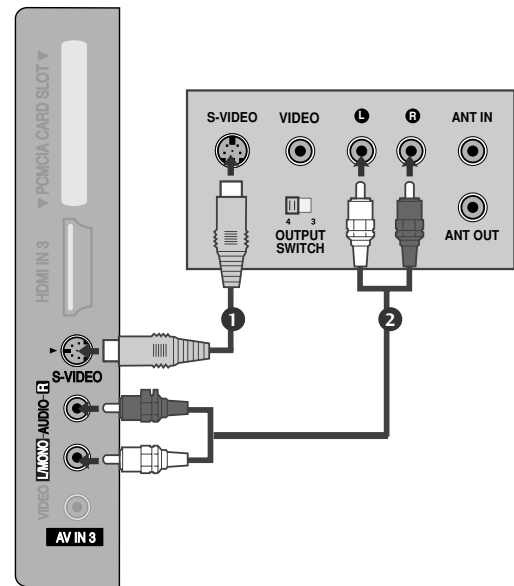 ▼ PCMCIA CARD SLOT ▼
HDMI IN 3
S-VIDEO
VIDEO L/MONO-AUDIO-R
AV IN 3
S-VIDEO VIDEO L R ANT IN
4 3
OUTPUT
SWITCH
ANT OUT
1
2